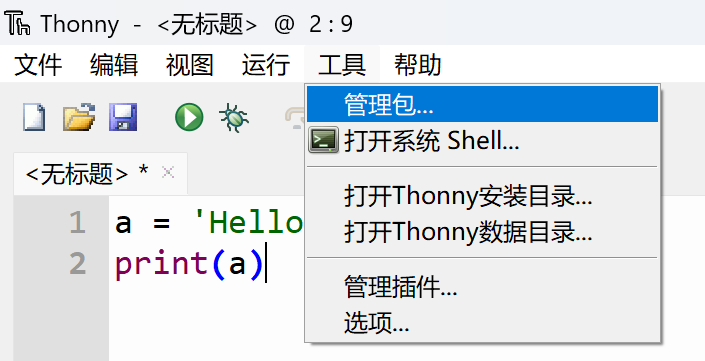 Thonny - <无标题> @ 2:9
文件 编辑 视图 运行 工具 帮助
管理包...
打开系统 Shell...
<无标题> *
打开Thonny安装目录...
打开Thonny数据目录...
管理插件...
选项...
1 a = 'Hello
2 print(a)